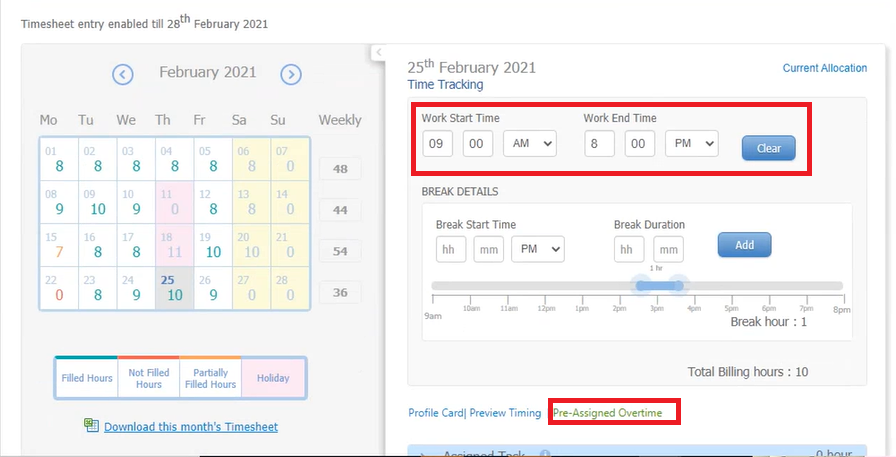 Timesheet entry enabled till 28th February 2021
February 2021
Mo Tu We Th Fr Sa Su Weekly
01 02 03 04 05 06 07
8 8 8 8 8 8 0 48
08 09 10 11 12 13 14
9 10 9 0 8 8 0 44
15 16 17 18 19 20 21
7 8 8 11 10 10 0 54
22 23 24 25 26 27 28
0 8 9 10 9 0 0 36
Filled Hours
Not Filled
Hours
Partially
Filled Hours
Holiday
Download this month's Timesheet
25th February 2021
Current Allocation
Time Tracking
Work Start Time Work End Time
09 00 AM 8 00 PM Clear
BREAK DETAILS
Break Start Time Break Duration
hh mm PM hh mm Add
1 hr
9am 10am 11am 12pm 1pm 2pm 3pm 4pm 5pm 6pm 7pm 8pm
Break hour : 1
Total Billing hours : 10
Profile Card| Preview Timing Pre-Assigned Overtime
Assigned Task 0 hour